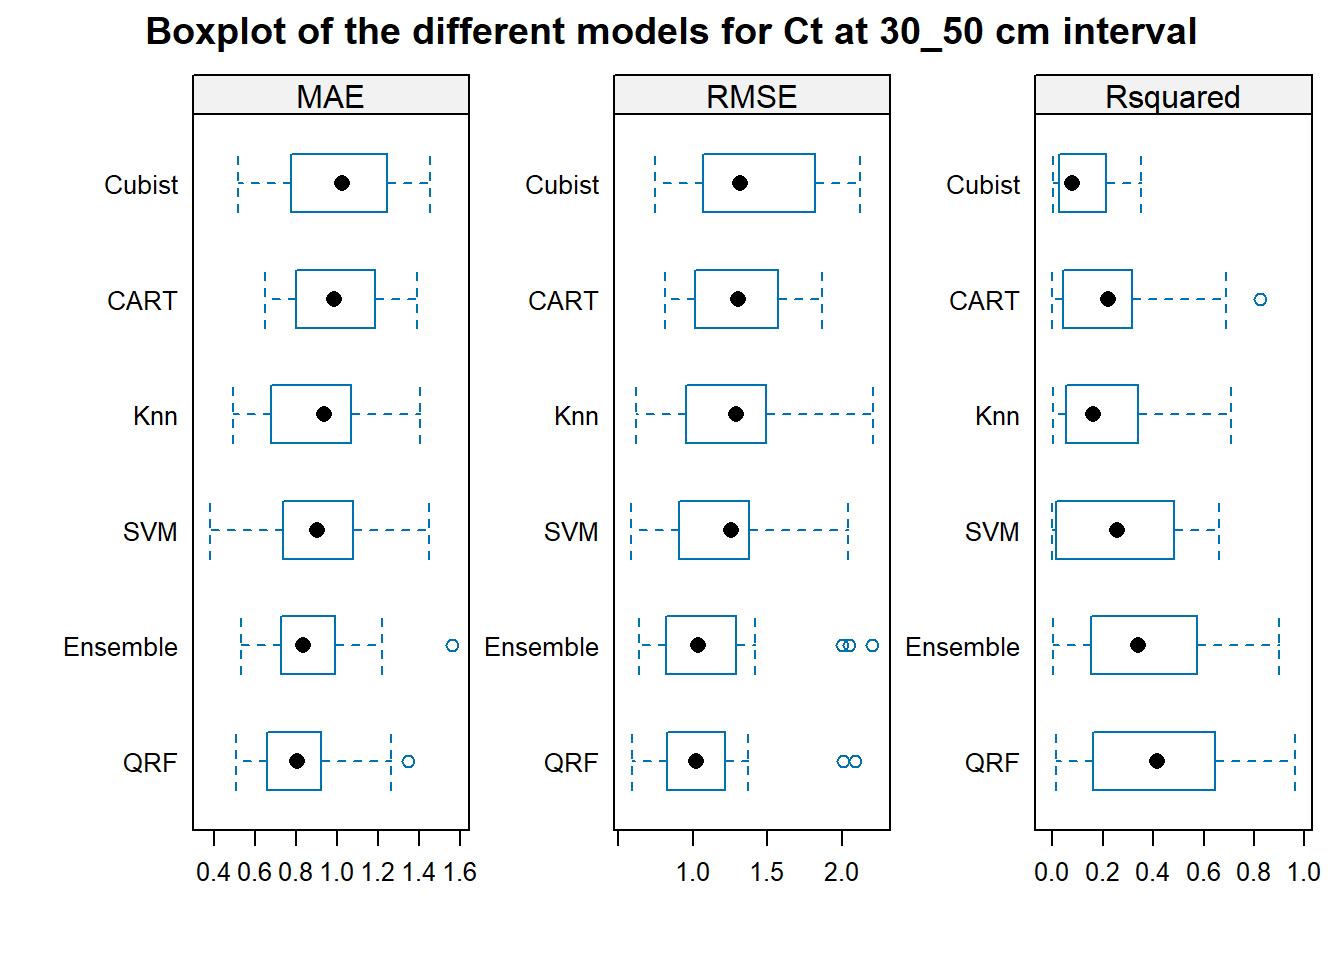 Boxplot of the different models for Ct at 30_50 cm interval
MAE
RMSE
Rsquared
Cubist
Cubist
Cubist
CART
CART
CART
Knn
Knn
Knn
SVM
SVM
SVM
Ensemble
Ensemble
Ensemble
QRF
QRF
QRF
0.4 0.6 0.8 1.0 1.2 1.4 1.6
1.0 1.5 2.0
0.0 0.2 0.4 0.6 0.8 1.0